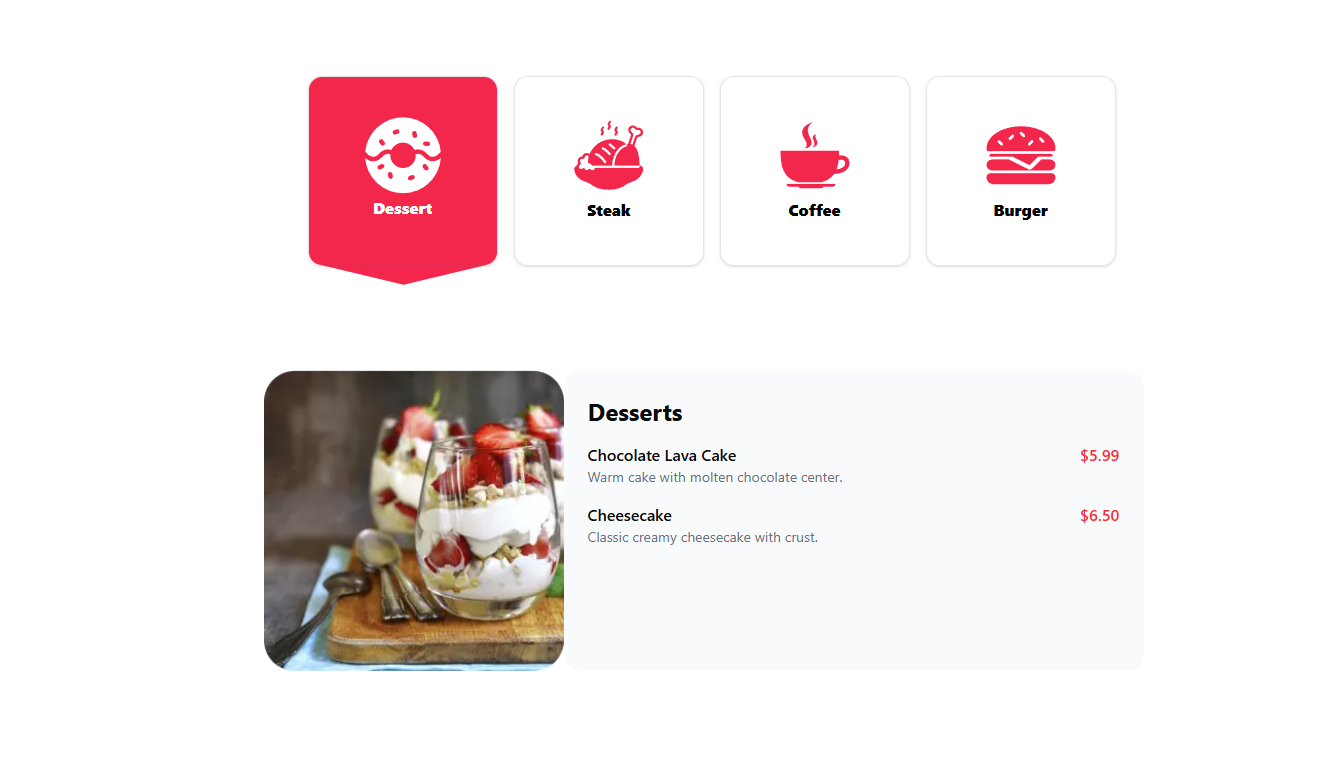 Dessert
Steak
Coffee
Burger
Desserts
Chocolate Lava Cake $5.99
Warm cake with molten chocolate center.
Cheesecake $6.50
Classic creamy cheesecake with crust.